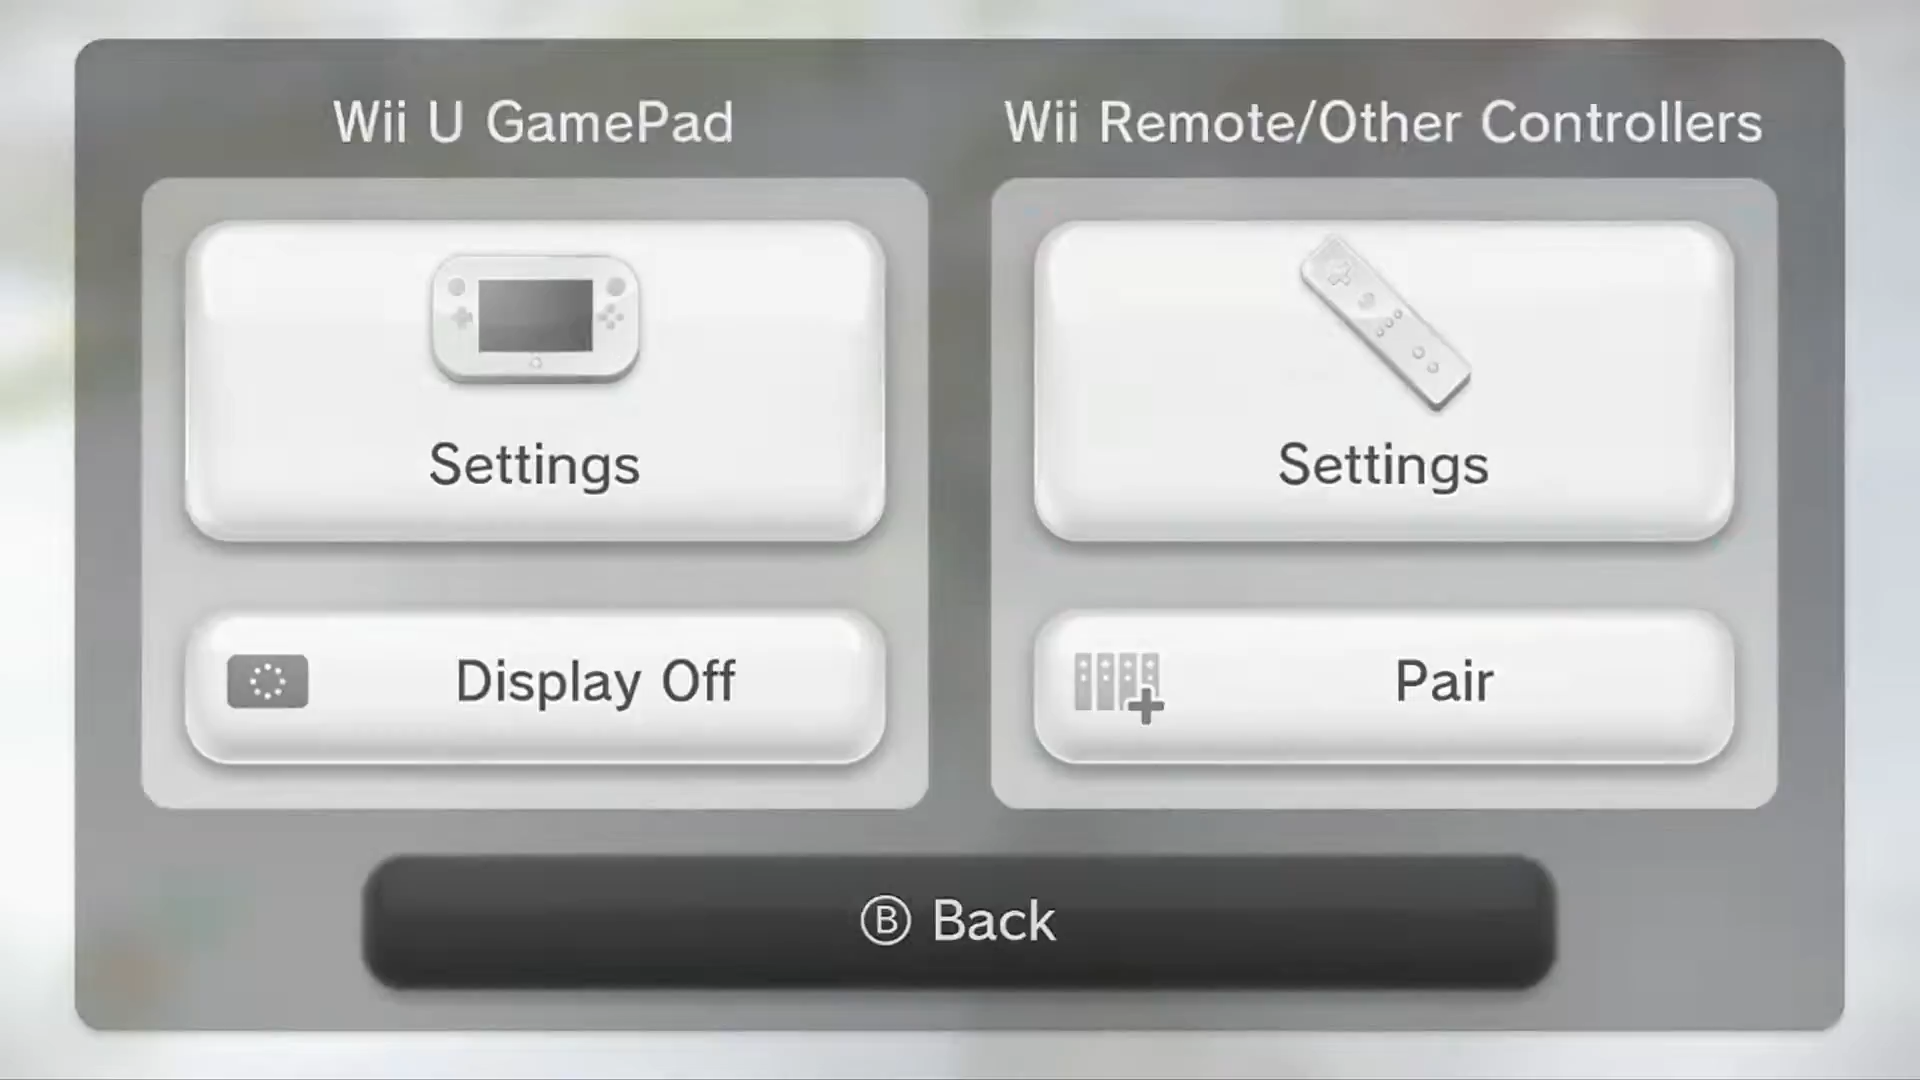 Wii U GamePad
Settings
Display Off
Wii Remote/Other Controllers
Settings
Pair
Ⓑ Back